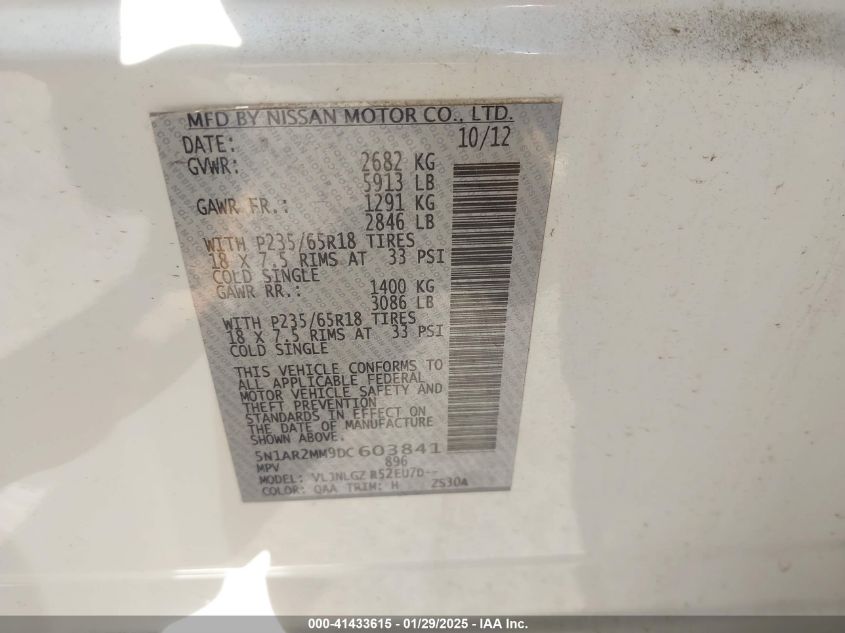 MFD BY NISSAN MOTOR CO., LTD.
DATE: 10/12
GVWR: 2682 KG
5913 LB
GAWR FR.: 1291 KG
2846 LB
WITH P235/65R18 TIRES
18 X 7.5 RIMS AT 33 PSI
COLD SINGLE
GAWR RR.: 1400 KG
3086 LB
WITH P235/65R18 TIRES
18 X 7.5 RIMS AT 33 PSI
COLD SINGLE
THIS VEHICLE CONFORMS TO
ALL APPLICABLE FEDERAL
MOTOR VEHICLE SAFETY AND
THEFT PREVENTION
STANDARDS IN EFFECT ON
THE DATE OF MANUFACTURE
SHOWN ABOVE.
5N1AR2MM9DC603841
MPV 896
MODEL: VLJNLGZ R52EU7D--
COLOR: QAA TRIM: H ZS30A
000-41433615 - 01/29/2025 - IAA Inc.